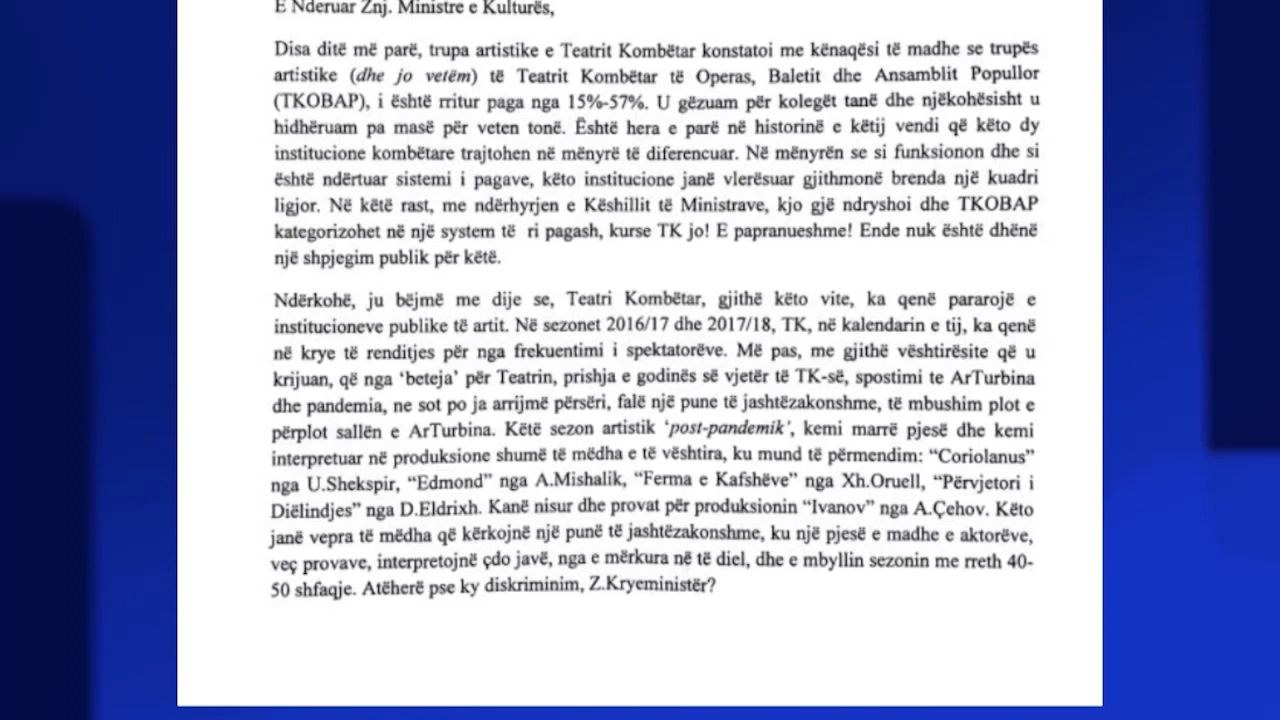 E Nderuar Znj. Ministre e Kulturës,
Disa ditë më parë, trupa artistike e Teatrit Kombëtar konstatoi me kënaqësi të madhe se trupës
artistike (dhe jo vetëm) të Teatrit Kombëtar të Operas, Baletit dhe Ansamblit Popullor
(TKOBAP), i është rritur paga nga 15%-57%. U gëzuam për kolegët tanë dhe njëkohësisht u
hidhëruam pa masë për veten tonë. Është hera e parë në historinë e këtij vendi që këto dy
institucione kombëtare trajtohen në mënyrë të diferencuar. Në mënyrën se si funksionon dhe si
është ndërtuar sistemi i pagave, këto institucione janë vlerësuar gjithmonë brenda një kuadri
ligjor. Në këtë rast, me ndërhyrjen e Këshillit të Ministrave, kjo gjë ndryshoi dhe TKOBAP
kategorizohet në një system të ri pagash, kurse TK jo! E papranueshme! Ende nuk është dhënë
një shpjegim publik për këtë.
Ndërkohë, ju bëjmë me dije se, Teatri Kombëtar, gjithë këto vite, ka qenë pararojë e
institucioneve publike të artit. Në sezonet 2016/17 dhe 2017/18, TK, në kalendarin e tij, ka qenë
në krye të renditjes për nga frekuentimi i spektatorëve. Më pas, me gjithë vështirësite që u
krijuan, që nga ‘beteja’ për Teatrin, prishja e godinës së vjetër të TK-së, spostimi te ArTurbina
dhe pandemia, ne sot po ja arrijmë përsëri, falë një pune të jashtëzakonshme, të mbushim plot e
përplot sallën e ArTurbina. Këtë sezon artistik ‘post-pandemik’, kemi marrë pjesë dhe kemi
interpretuar në produksione shumë të mëdha e të vështira, ku mund të përmendim: “Coriolanus”
nga U.Shekspir, “Edmond” nga A.Mishalik, “Ferma e Kafshëve” nga Xh.Oruell, “Përvjetori i
Diëlindjes” nga D.Eldrixh. Kanë nisur dhe provat për produksionin “Ivanov” nga A.Çehov. Këto
janë vepra të mëdha që kërkojnë një punë të jashtëzakonshme, ku një pjesë e madhe e aktorëve,
veç provave, interpretojnë çdo javë, nga e mërkura në të diel, dhe e mbyllin sezonin me rreth 40-
50 shfaqje. Atëherë pse ky diskriminim, Z.Kryeministër?